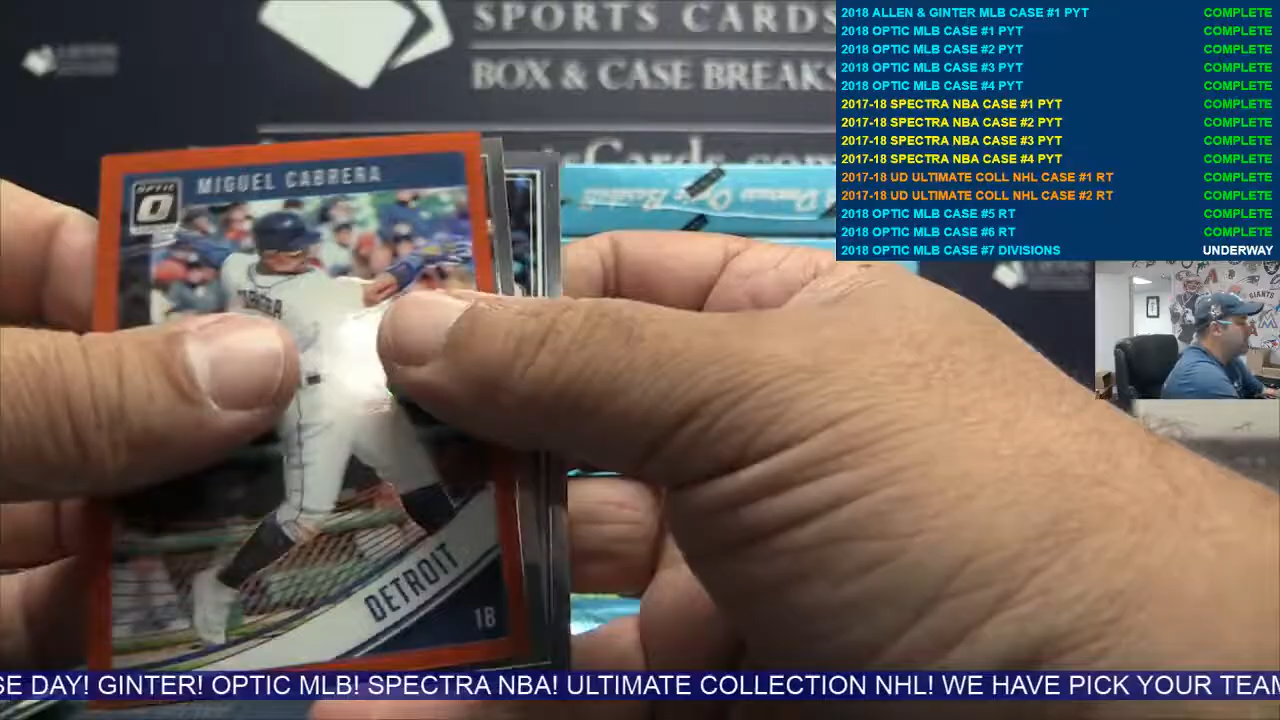 SPORTS CARDS
BOX & CASE BREAKS
2018 ALLEN & GINTER MLB CASE #1 PYT COMPLETE
2018 OPTIC MLB CASE #1 PYT COMPLETE
2018 OPTIC MLB CASE #2 PYT COMPLETE
2018 OPTIC MLB CASE #3 PYT COMPLETE
2018 OPTIC MLB CASE #4 PYT COMPLETE
2017-18 SPECTRA NBA CASE #1 PYT COMPLETE
2017-18 SPECTRA NBA CASE #2 PYT COMPLETE
2017-18 SPECTRA NBA CASE #3 PYT COMPLETE
2017-18 SPECTRA NBA CASE #4 PYT COMPLETE
2017-18 UD ULTIMATE COLL NHL CASE #1 RT COMPLETE
2017-18 UD ULTIMATE COLL NHL CASE #2 RT COMPLETE
2018 OPTIC MLB CASE #5 RT COMPLETE
2018 OPTIC MLB CASE #6 RT COMPLETE
2018 OPTIC MLB CASE #7 DIVISIONS UNDERWAY
OPTIC
MIGUEL CABRERA
DETROIT
18
GIANTS
SE DAY! GINTER! OPTIC MLB! SPECTRA NBA! ULTIMATE COLLECTION NHL! WE HAVE PICK YOUR TEAM